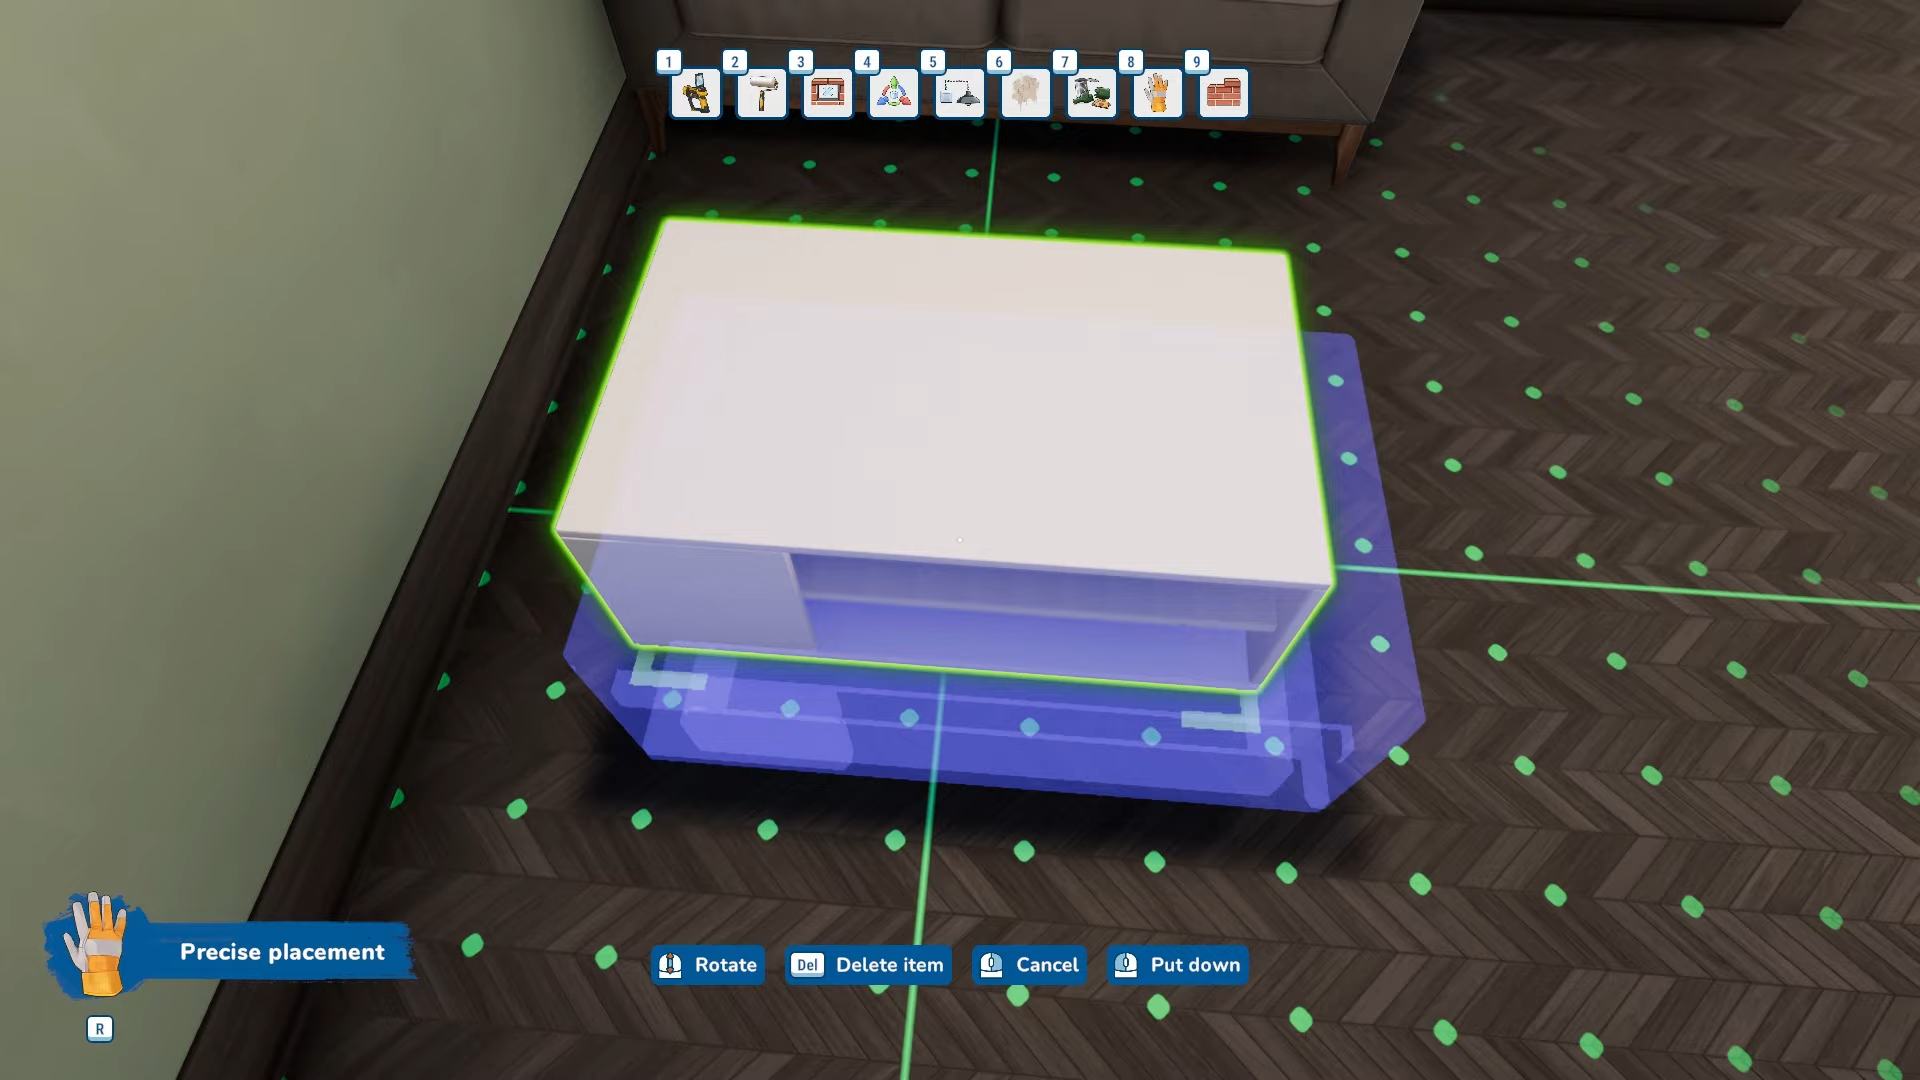 1 2 3 4 5 6 7 8 9
Precise placement
R
Rotate
Del Delete item
Cancel
Put down